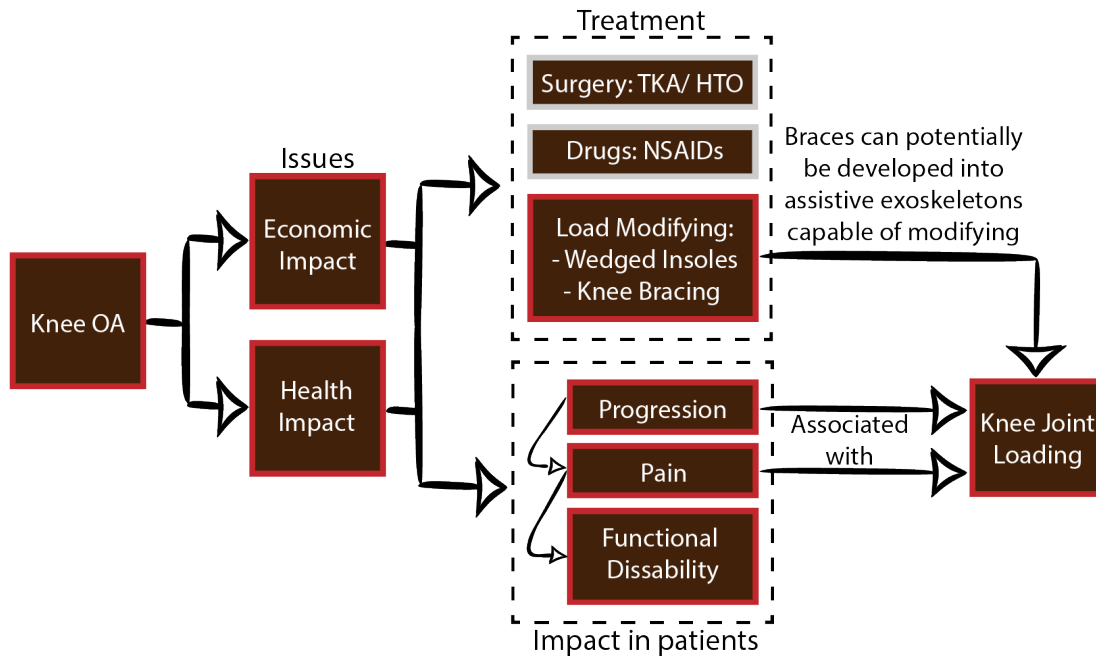 Treatment
Surgery: TKA/ HTO
Drugs: NSAIDs
Load Modifying:
- Wedged Insoles
- Knee Bracing
Braces can potentially
be developed into
assistive exoskeletons
capable of modifying
Issues
Economic
Impact
Knee OA
Health
Impact
Progression
Pain
Functional
Dissability
Impact in patients
Associated
with
Knee Joint
Loading